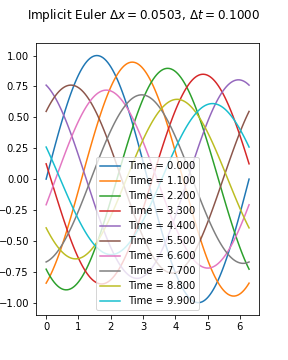 Implicit Euler Δx = 0.0503, Δt = 0.1000
1.00
0.75
0.50
0.25
0.00
−0.25
−0.50
−0.75
−1.00
Time = 0.000
Time = 1.100
Time = 2.200
Time = 3.300
Time = 4.400
Time = 5.500
Time = 6.600
Time = 7.700
Time = 8.800
Time = 9.900
0 1 2 3 4 5 6